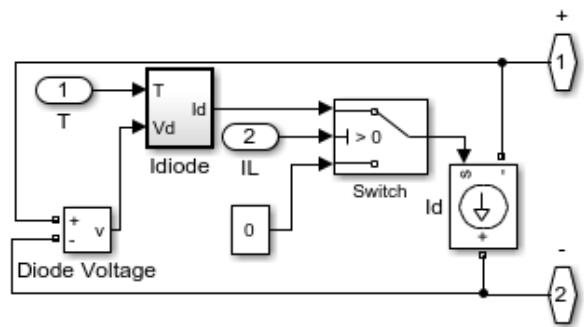 +
1
1
T
T
Vd
Id
Idiode
2
IL
> 0
Switch
0
+
-
v
Diode Voltage
s
-
Id
+
-
2